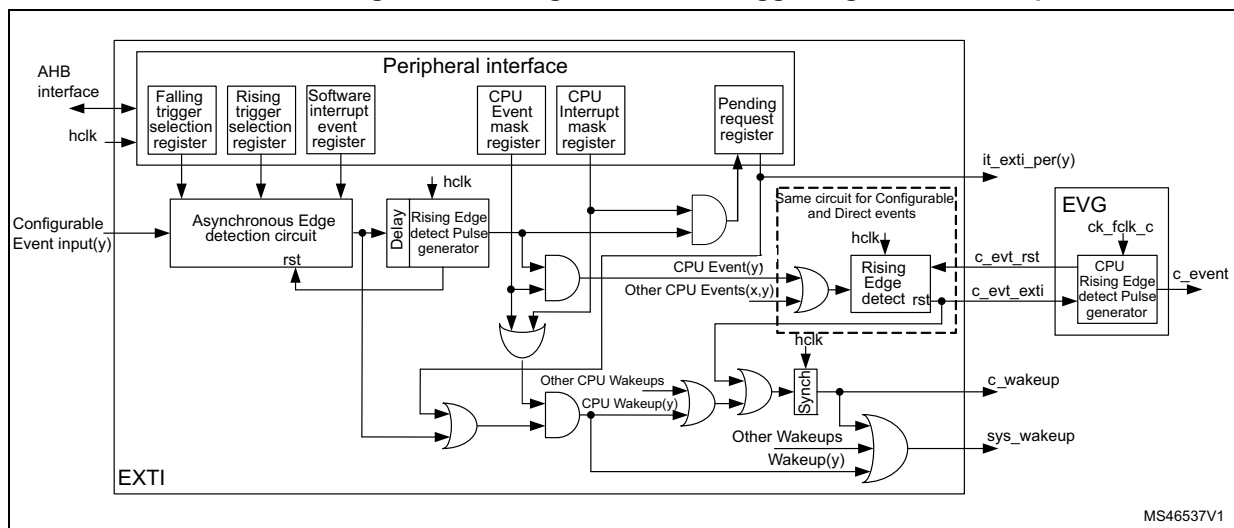 Peripheral interface
AHB
interface
hclk
Falling
trigger
selection
register
Rising
trigger
selection
register
Software
interrupt
event
register
CPU
Event
mask
register
CPU
Interrupt
mask
register
Pending
request
register
it_exti_per(y)
Configurable
Event input(y)
Asynchronous Edge
detection circuit
rst
hclk
Delay
Rising Edge
detect Pulse
generator
Same circuit for Configurable
and Direct events
hclk
Rising
Edge
detect
rst
CPU Event(y)
Other CPU Events(x,y)
EVG
ck_fclk_c
CPU
Rising Edge
detect Pulse
generator
c_evt_rst
c_evt_exti
c_event
hclk
Synch
Other CPU Wakeups
CPU Wakeup(y)
c_wakeup
Other Wakeups
Wakeup(y)
sys_wakeup
EXTI
MS46537V1